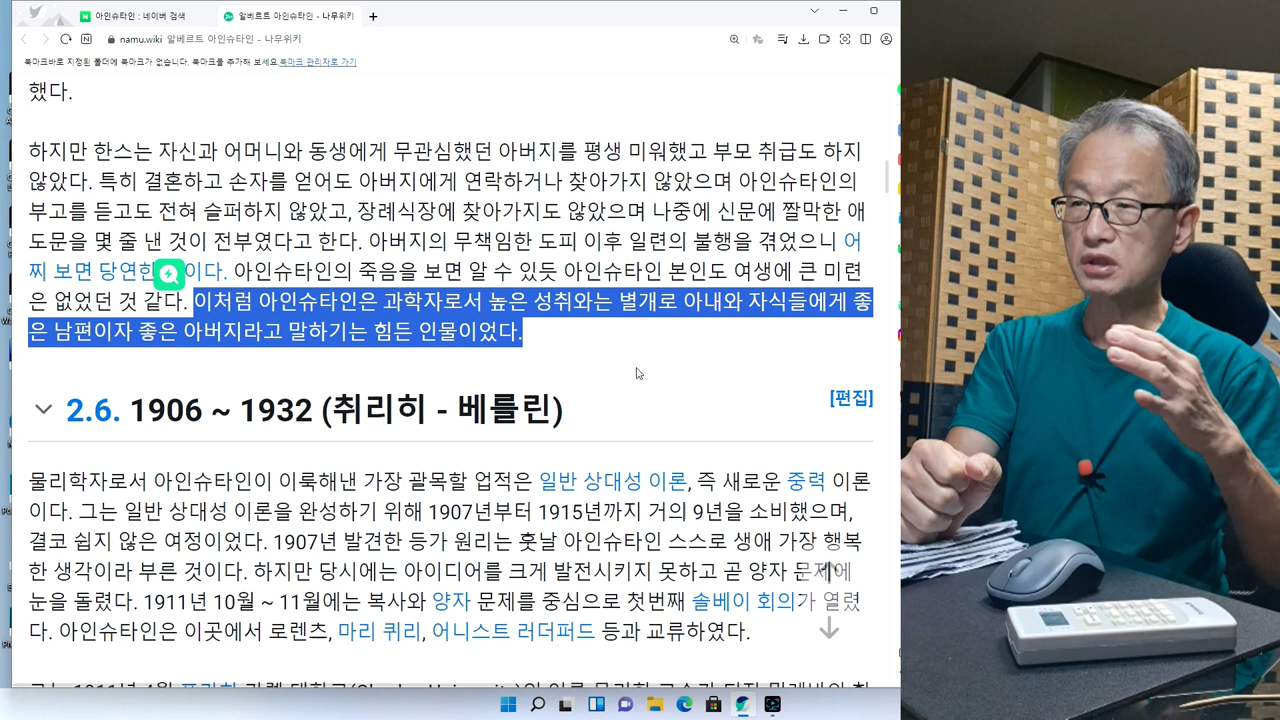 아인슈타인 : 네이버 검색
알베르트 아인슈타인 - 나무위키
namu.wiki 알베르트 아인슈타인 - 나무위키
북마크바로 지정된 폴더에 북마크가 없습니다. 북마크를 추가해 보세요.북마크 관리자로 가기
했다.
하지만 한스는 자신과 어머니와 동생에게 무관심했던 아버지를 평생 미워했고 부모 취급도 하지
않았다. 특히 결혼하고 손자를 얻어도 아버지에게 연락하거나 찾아가지 않았으며 아인슈타인의
부고를 듣고도 전혀 슬퍼하지 않았고, 장례식장에 찾아가지도 않았으며 나중에 신문에 짤막한 애
도문을 몇 줄 낸 것이 전부였다고 한다. 아버지의 무책임한 도피 이후 일련의 불행을 겪었으니 어
찌 보면 당연한 이다. 아인슈타인의 죽음을 보면 알 수 있듯 아인슈타인 본인도 여생에 큰 미련
은 없었던 것 같다. 이처럼 아인슈타인은 과학자로서 높은 성취와는 별개로 아내와 자식들에게 좋
은 남편이자 좋은 아버지라고 말하기는 힘든 인물이었다.
2.6. 1906 ~ 1932 (취리히 - 베를린)
[편집]
물리학자로서 아인슈타인이 이룩해낸 가장 괄목할 업적은 일반 상대성 이론, 즉 새로운 중력 이론
이다. 그는 일반 상대성 이론을 완성하기 위해 1907년부터 1915년까지 거의 9년을 소비했으며,
결코 쉽지 않은 여정이었다. 1907년 발견한 등가 원리는 훗날 아인슈타인 스스로 생애 가장 행복
한 생각이라 부른 것이다. 하지만 당시에는 아이디어를 크게 발전시키지 못하고 곧 양자 문제에
눈을 돌렸다. 1911년 10월 ~ 11월에는 복사와 양자 문제를 중심으로 첫번째 솔베이 회의가 열렸
다. 아인슈타인은 이곳에서 로렌츠, 마리 퀴리, 어니스트 러더퍼드 등과 교류하였다.